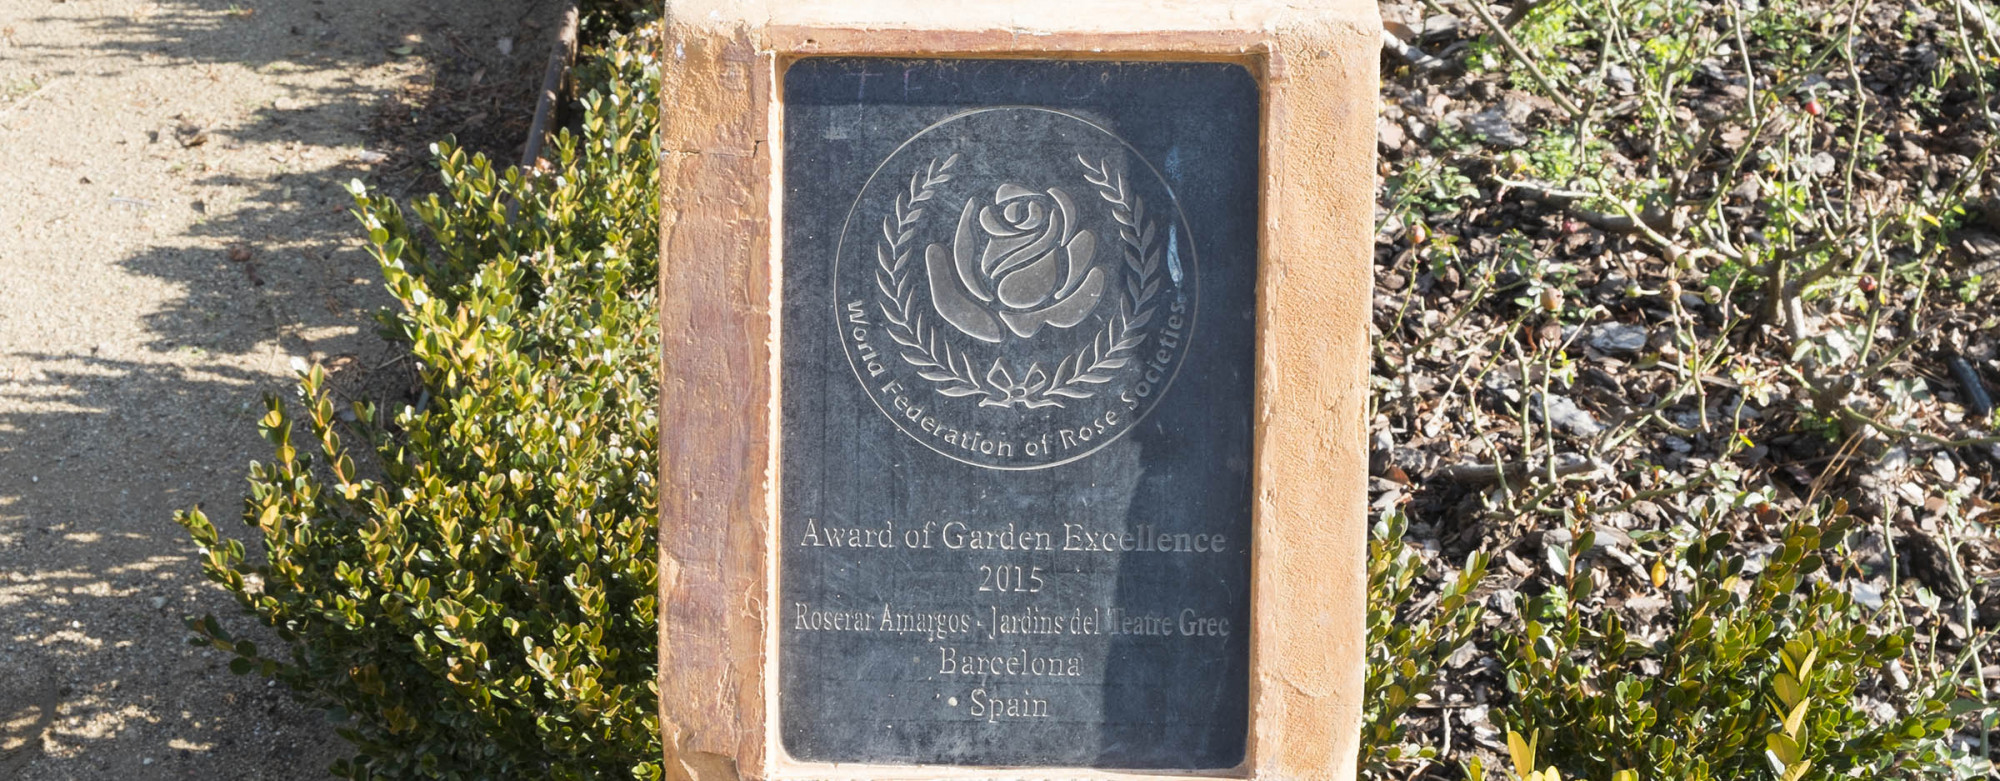 World Federation of Rose Societies
Award of Garden Excellence
2015
Roserar Amargos - Jardins del Teatre Grec
Barcelona
Spain